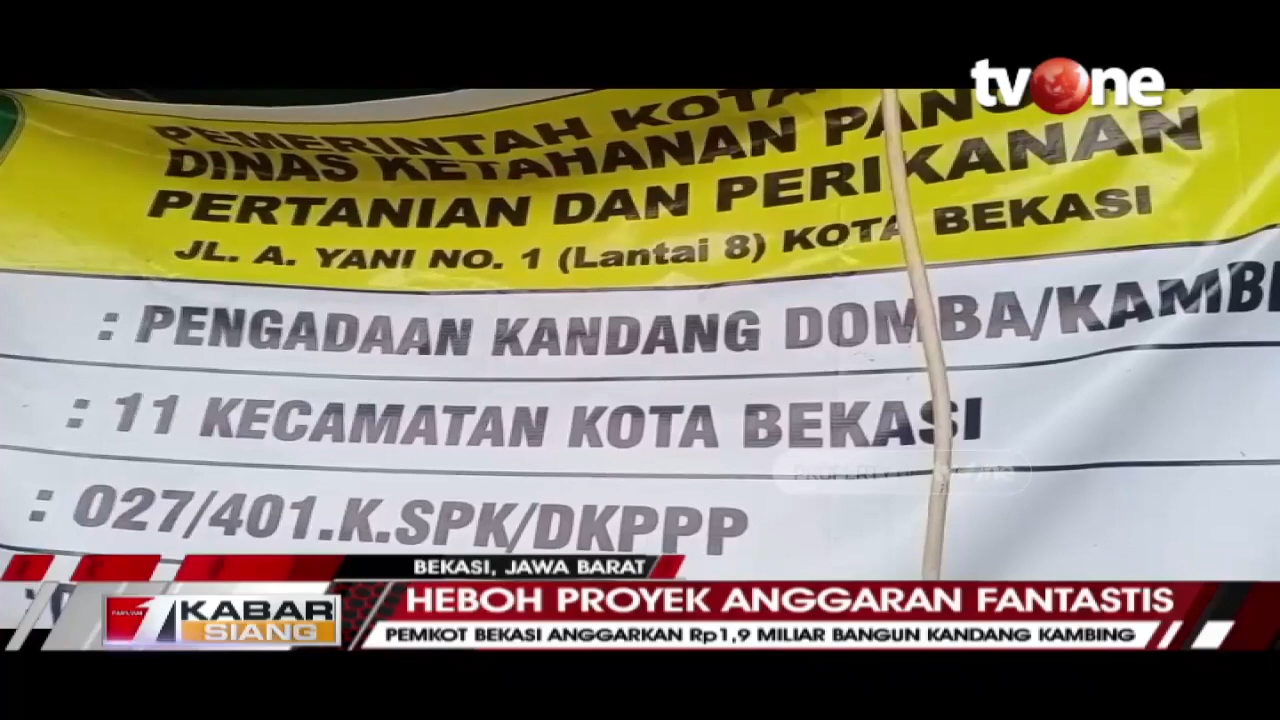 tvOne
PEMERINTAH KOTA
DINAS KETAHANAN
PERTANIAN DAN PERIKANAN
JL. A. YANI NO. 1 (Lantai 8) KOTA BEKASI
: PENGADAAN KANDANG DOMBA/KAMBI
: 11 KECAMATAN KOTA BEKASI
: 027/401.K.SPK/DKPPP
BEKASI, JAWA BARAT
HEBOH PROYEK ANGGARAN FANTASTIS
KABAR
SIANG
PEMKOT BEKASI ANGGARKAN Rp1,9 MILIAR BANGUN KANDANG KAMBING